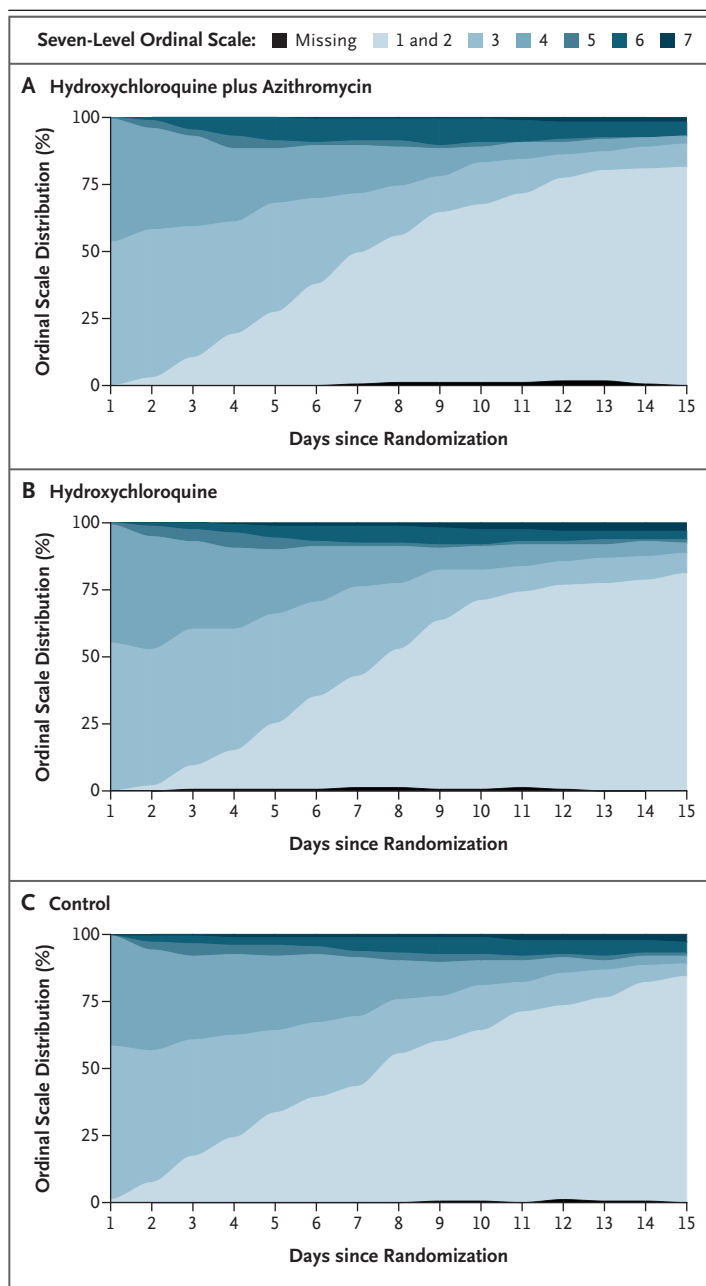 Seven-Level Ordinal Scale: Missing 1 and 2 3 4 5 6 7
A Hydroxychloroquine plus Azithromycin
100
75
50
25
0
Ordinal Scale Distribution (%)
1 2 3 4 5 6 7 8 9 10 11 12 13 14 15
Days since Randomization
B Hydroxychloroquine
100
75
50
25
0
Ordinal Scale Distribution (%)
1 2 3 4 5 6 7 8 9 10 11 12 13 14 15
Days since Randomization
C Control
100
75
50
25
0
Ordinal Scale Distribution (%)
1 2 3 4 5 6 7 8 9 10 11 12 13 14 15
Days since Randomization